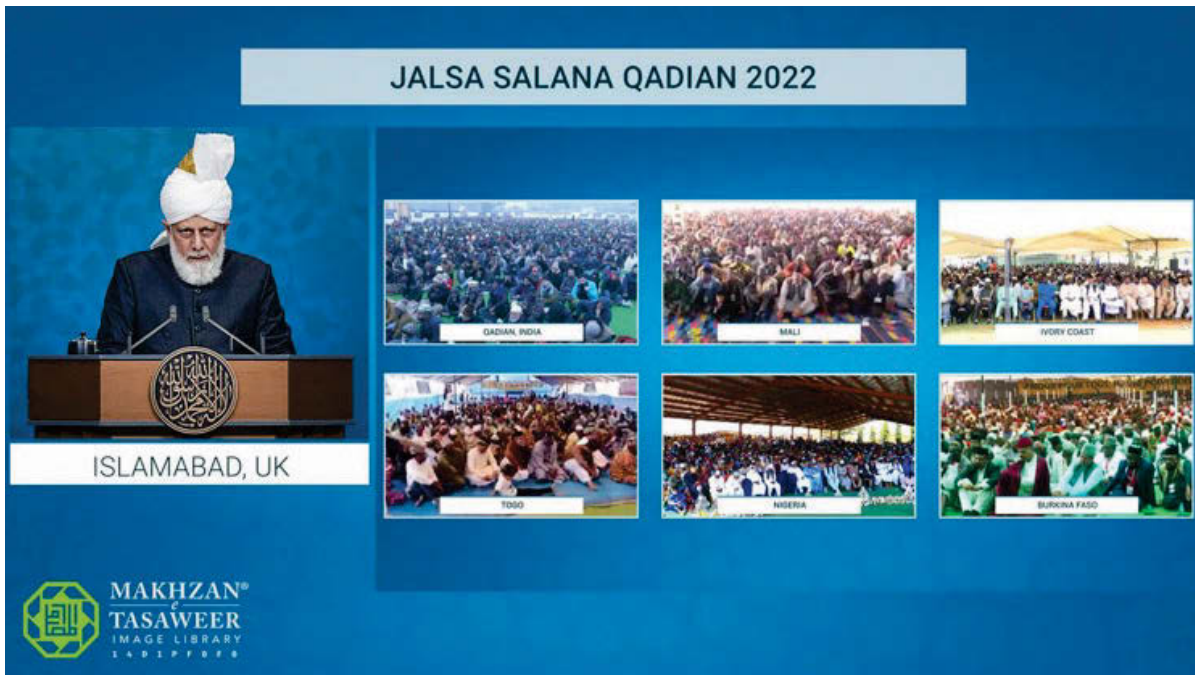 JALSA SALANA QADIAN 2022
QADIAN, INDIA
MALI
IVORY COAST
ISLAMABAD, UK
TOGO
NIGERIA
BURKINA FASO
MAKHZAN®
e
TASAWEER
IMAGE LIBRARY
14D1PF0F0